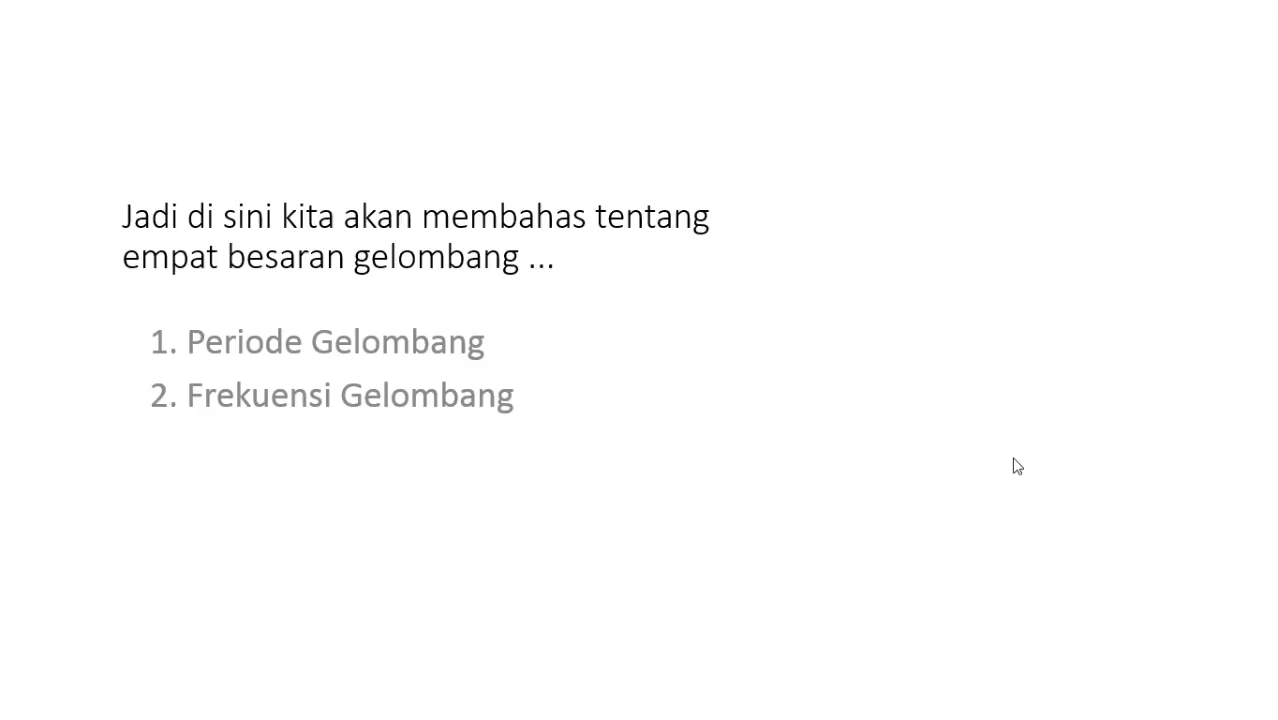 Jadi di sini kita akan membahas tentang
empat besaran gelombang ...
1. Periode Gelombang
2. Frekuensi Gelombang